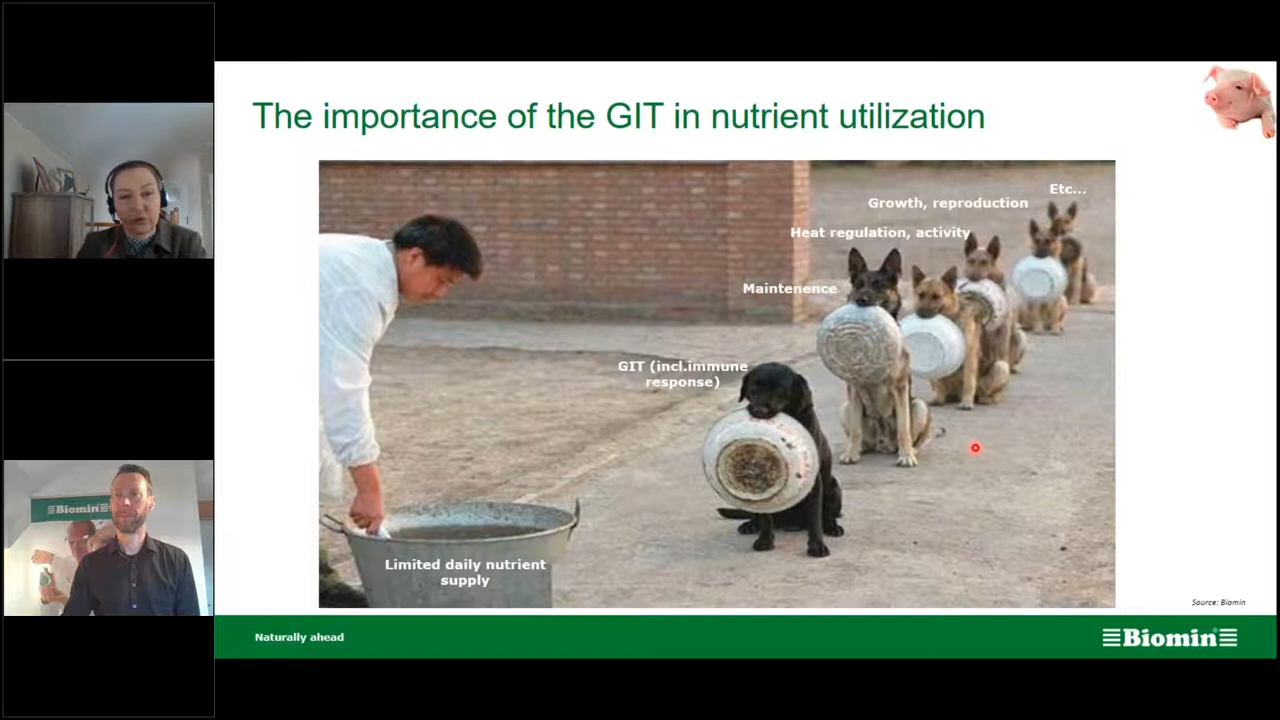 The importance of the GIT in nutrient utilization
Etc...
Growth, reproduction
Heat regulation, activity
Maintenence
GIT (incl.immune
response)
Limited daily nutrient
supply
Source: Biomin
Naturally ahead
Biomin®
Biomin